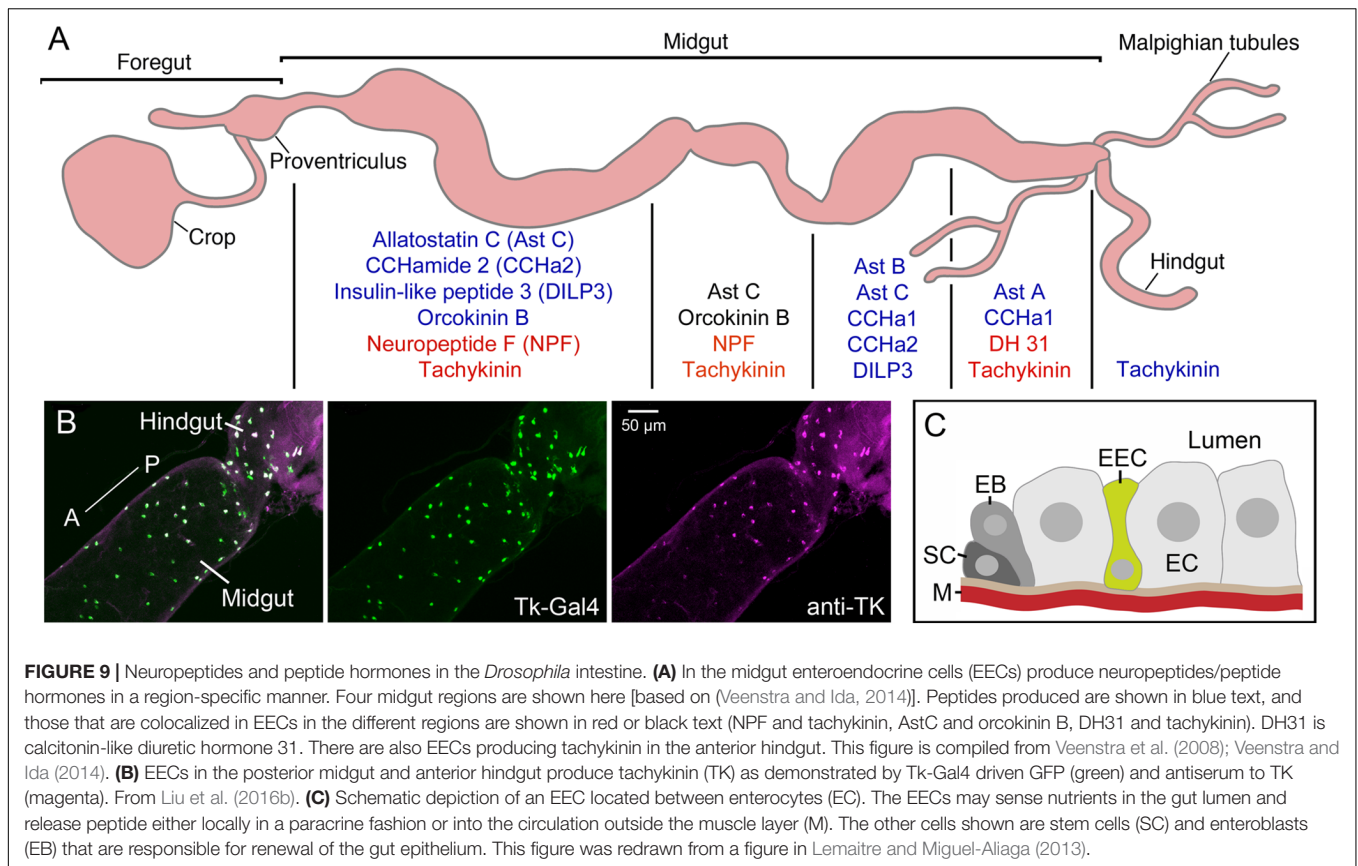 A
Foregut
Midgut
Malpighian tubules
Proventriculus
Crop
Hindgut
Allatostatin C (Ast C)
CCHamide 2 (CCHa2)
Insulin-like peptide 3 (DILP3)
Orcokinin B
Neuropeptide F (NPF)
Tachykinin
Ast C
Orcokinin B
NPF
Tachykinin
Ast B
Ast C
CCHa1
CCHa2
DILP3
Ast A
CCHa1
DH 31
Tachykinin
Tachykinin
B
Hindgut
P
A
Midgut
Tk-Gal4
50 µm
anti-TK
C
Lumen
EEC
EB
SC
EC
M
FIGURE 9 | Neuropeptides and peptide hormones in the Drosophila intestine. (A) In the midgut enteroendocrine cells (EECs) produce neuropeptides/peptide
hormones in a region-specific manner. Four midgut regions are shown here [based on (Veenstra and Ida, 2014)]. Peptides produced are shown in blue text, and
those that are colocalized in EECs in the different regions are shown in red or black text (NPF and tachykinin, AstC and orcokinin B, DH31 and tachykinin). DH31 is
calcitonin-like diuretic hormone 31. There are also EECs producing tachykinin in the anterior hindgut. This figure is compiled from Veenstra et al. (2008); Veenstra and
Ida (2014). (B) EECs in the posterior midgut and anterior hindgut produce tachykinin (TK) as demonstrated by Tk-Gal4 driven GFP (green) and antiserum to TK
(magenta). From Liu et al. (2016b). (C) Schematic depiction of an EEC located between enterocytes (EC). The EECs may sense nutrients in the gut lumen and
release peptide either locally in a paracrine fashion or into the circulation outside the muscle layer (M). The other cells shown are stem cells (SC) and enteroblasts
(EB) that are responsible for renewal of the gut epithelium. This figure was redrawn from a figure in Lemaitre and Miguel-Aliaga (2013).